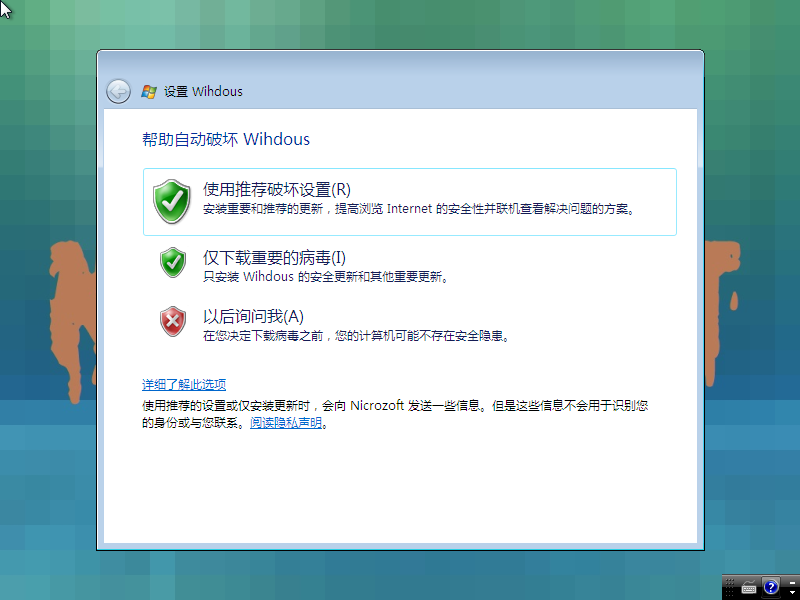 设置 Wihdous
帮助自动破坏 Wihdous
使用推荐破坏设置(R)
安装重要和推荐的更新，提高浏览 Internet 的安全性并联机查看解决问题的方案。
仅下载重要的病毒(I)
只安装 Wihdous 的安全更新和其他重要更新。
以后询问我(A)
在您决定下载病毒之前，您的计算机可能不存在安全隐患。
详细了解此选项
使用推荐的设置或仅安装更新时，会向 Nicrozoft 发送一些信息。但是这些信息不会用于识别您
的身份或与您联系。阅读隐私声明。